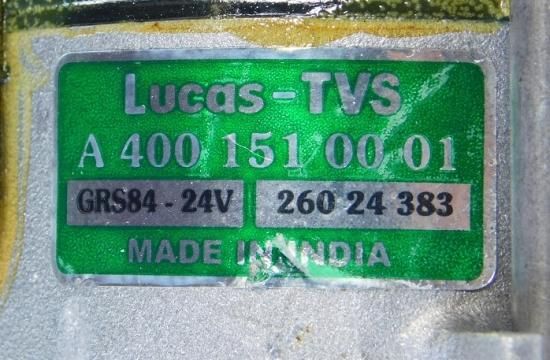 Lucas-TVS
A 400 151 00 01
GRS84 - 24V 260 24 383
MADE IN INDIA